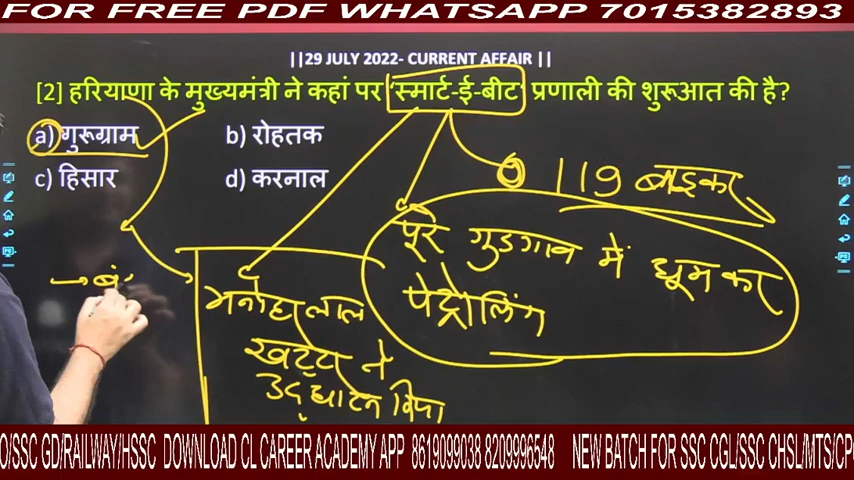 FOR FREE PDF WHATSAPP 7015382893
||29 JULY 2022- CURRENT AFFAIR ||
[2] हरियाणा के मुख्यमंत्री ने कहां पर 'स्मार्ट-ई-बीट' प्रणाली की शुरूआत की है?
a) गुरूग्राम
b) रोहतक
c) हिसार
d) करनाल
119 बाइकर
पूरे गुडगाव में घूमकर
पेट्रोलिंग
मनोहर लाल
खट्टर ने
उद्घाटन किया
→ बं
O/SSC GD/RAILWAY/HSSC DOWNLOAD CL CAREER ACADEMY APP 8619099038 8209996548 NEW BATCH FOR SSC CGL/SSC CHSL/MTS/CP